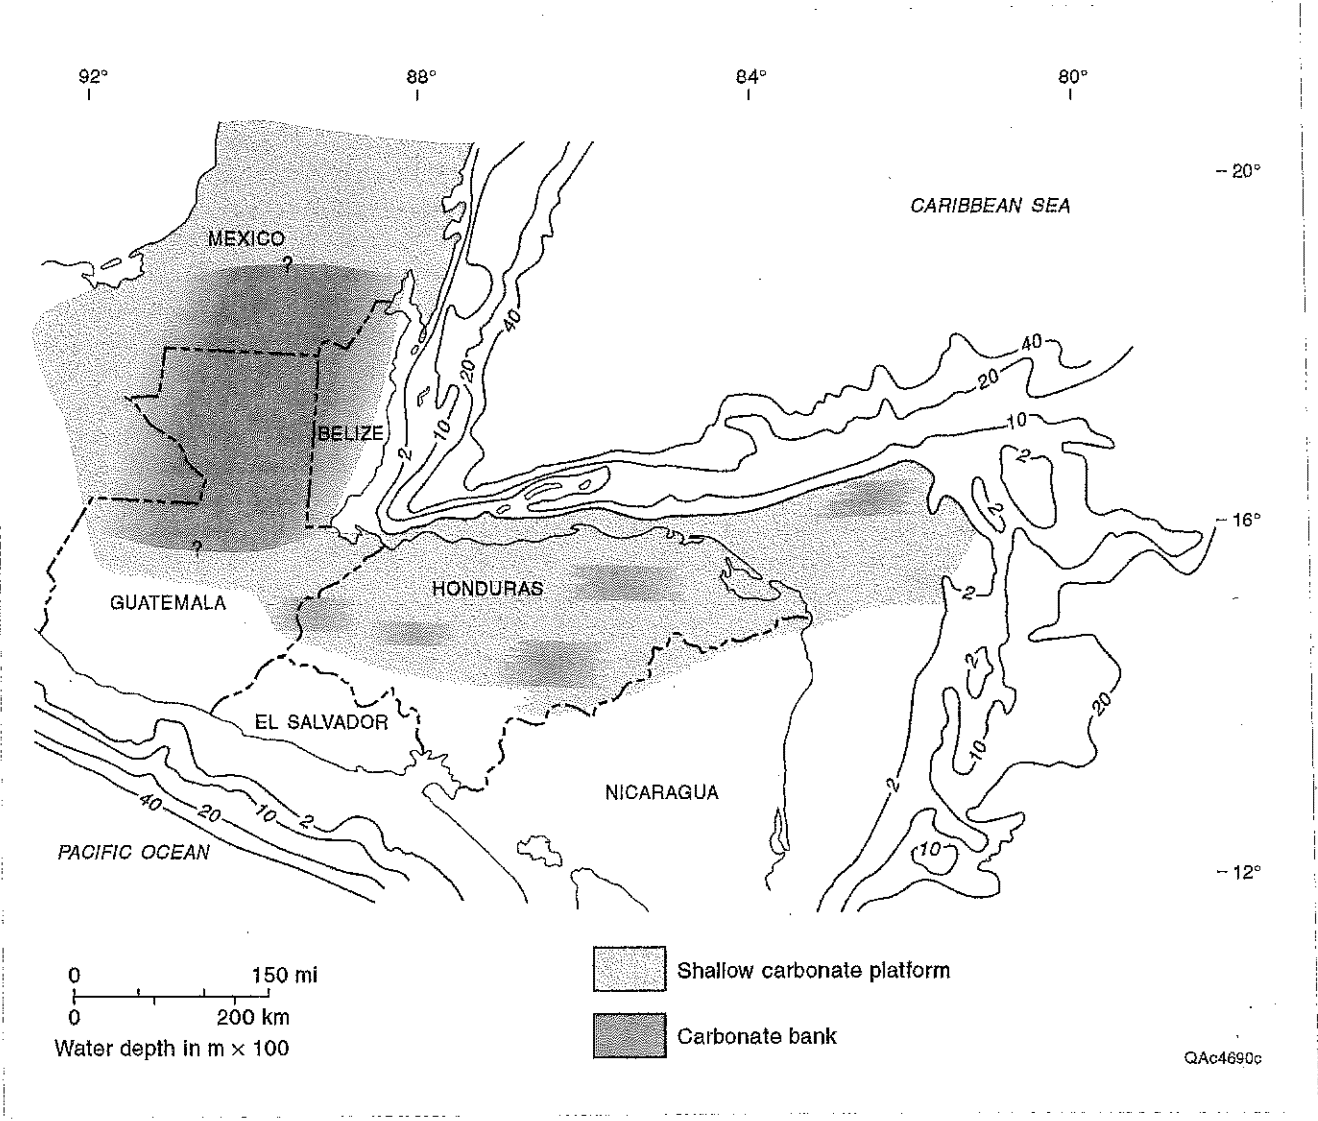 92° 88° 84° 80°
20°
CARIBBEAN SEA
MEXICO
?
40
40
20
20
10
BELIZE
10
2
2
2
16°
?
HONDURAS
2
GUATEMALA
2
20
EL SALVADOR
10
2
NICARAGUA
40 20 10 2
PACIFIC OCEAN
10
12°
0 150 mi
0 200 km
Water depth in m × 100
Shallow carbonate platform
Carbonate bank
QAc4690c